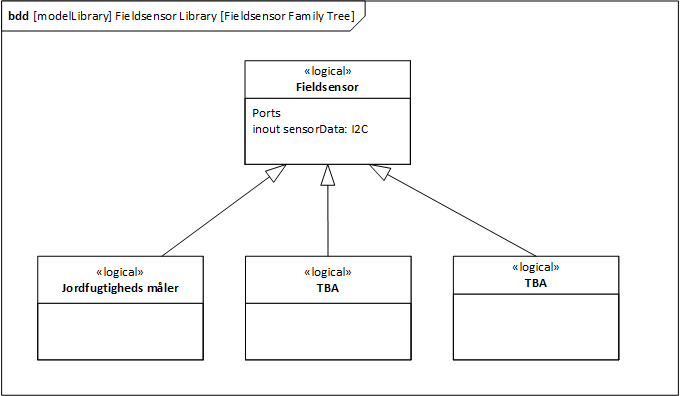 bdd [modelLibrary] Fieldsensor Library [Fieldsensor Family Tree]
«logical»
Fieldsensor
Ports
inout sensorData: I2C
«logical»
Jordfugtigheds måler
«logical»
TBA
«logical»
TBA